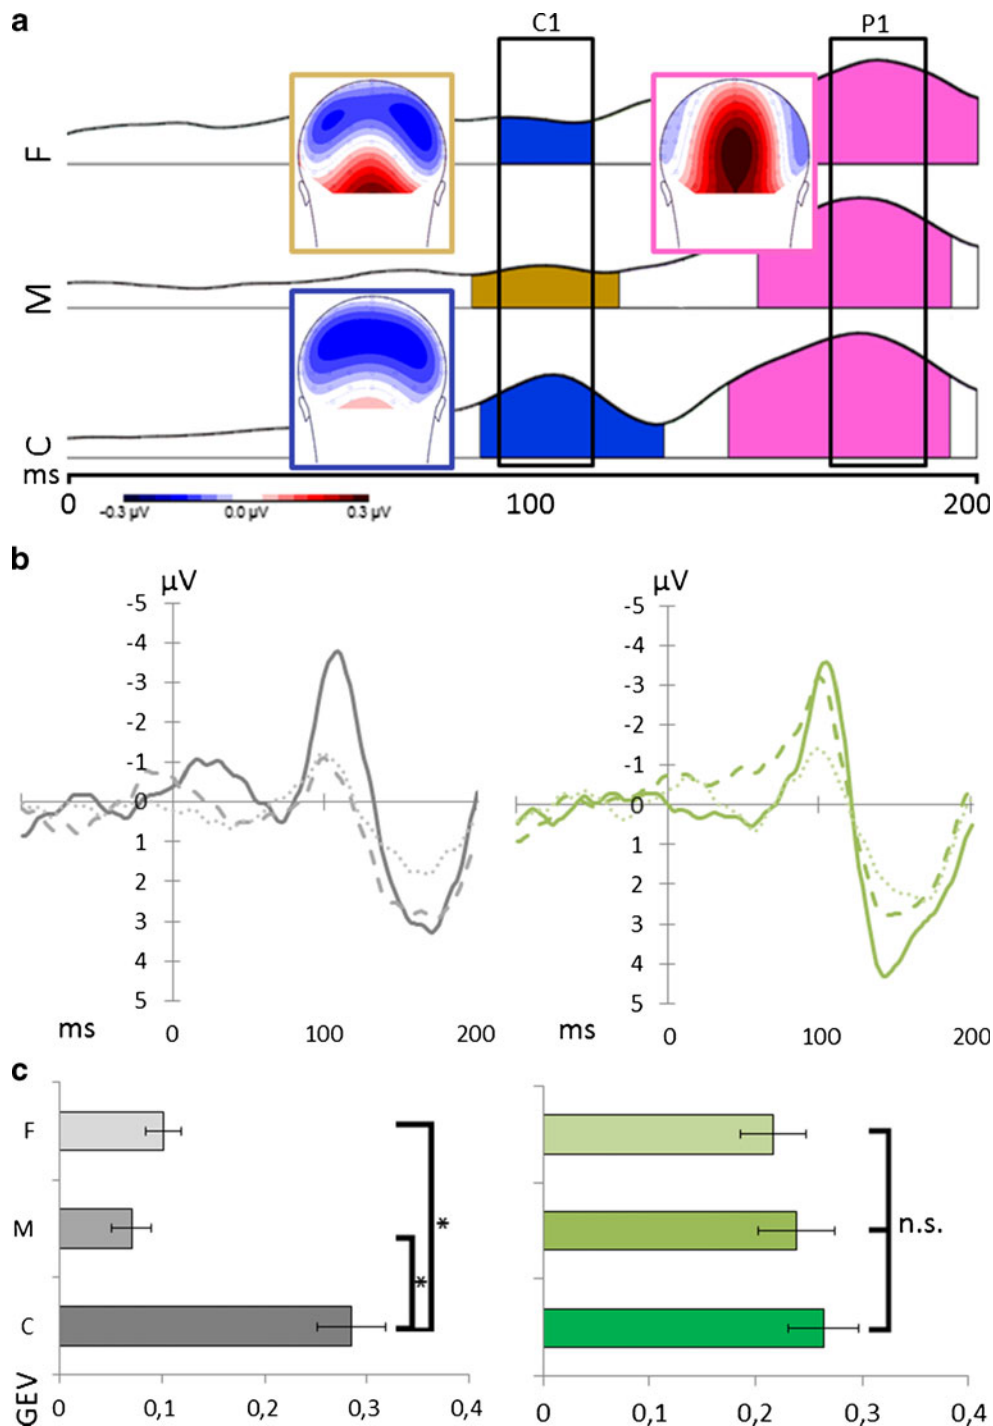 a
C1 P1
F
M
C
ms
0 100 200
-0.3 µV 0.0 µV 0.3 µV
b
µV µV
-5 -5
-4 -4
-3 -3
-2 -2
-1 -1
0 0
1 1
2 2
3 3
4 4
5 5
ms 0 100 200 ms 0 100 200
c
F
M * n.s.
*
C
GEV
0 0,1 0,2 0,3 0,4 0 0,1 0,2 0,3 0,4